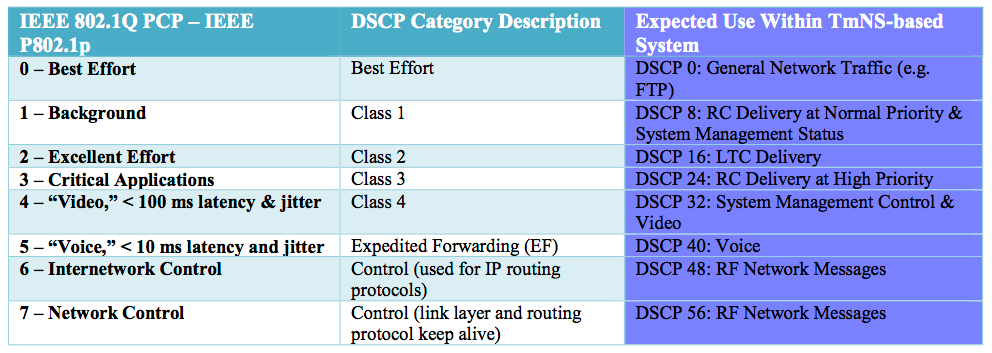 IEEE 802.1Q PCP – IEEE P802.1p DSCP Category Description Expected Use Within TmNS-based System
0 – Best Effort Best Effort DSCP 0: General Network Traffic (e.g. FTP)
1 – Background Class 1 DSCP 8: RC Delivery at Normal Priority & System Management Status
2 – Excellent Effort Class 2 DSCP 16: LTC Delivery
3 – Critical Applications Class 3 DSCP 24: RC Delivery at High Priority
4 – “Video,” < 100 ms latency & jitter Class 4 DSCP 32: System Management Control & Video
5 – “Voice,” < 10 ms latency and jitter Expedited Forwarding (EF) DSCP 40: Voice
6 – Internetwork Control Control (used for IP routing protocols) DSCP 48: RF Network Messages
7 – Network Control Control (link layer and routing protocol keep alive) DSCP 56: RF Network Messages